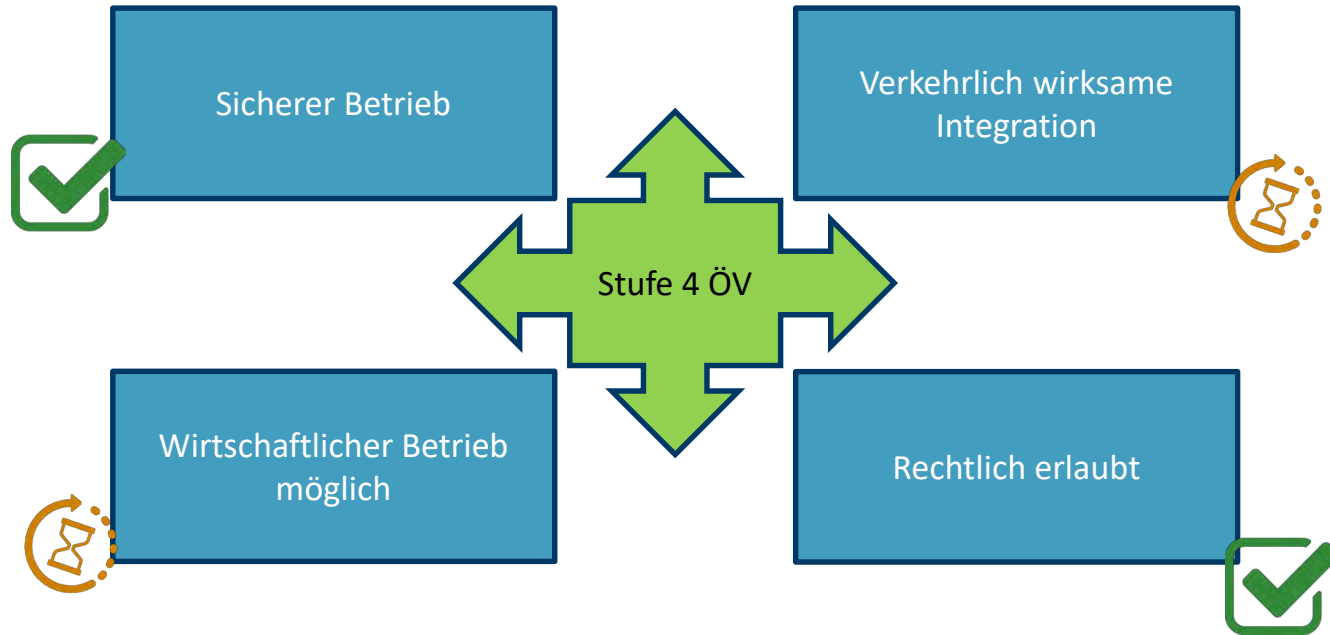 Sicherer Betrieb
Verkehrlich wirksame
Integration
Stufe 4 ÖV
Wirtschaftlicher Betrieb
möglich
Rechtlich erlaubt